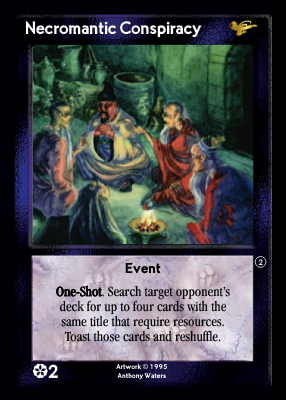 Necromantic Conspiracy
2
Event
One-Shot. Search target opponent's
deck for up to four cards with the
same title that require resources.
Toast those cards and reshuffle.
2
Artwork © 1995
Anthony Waters